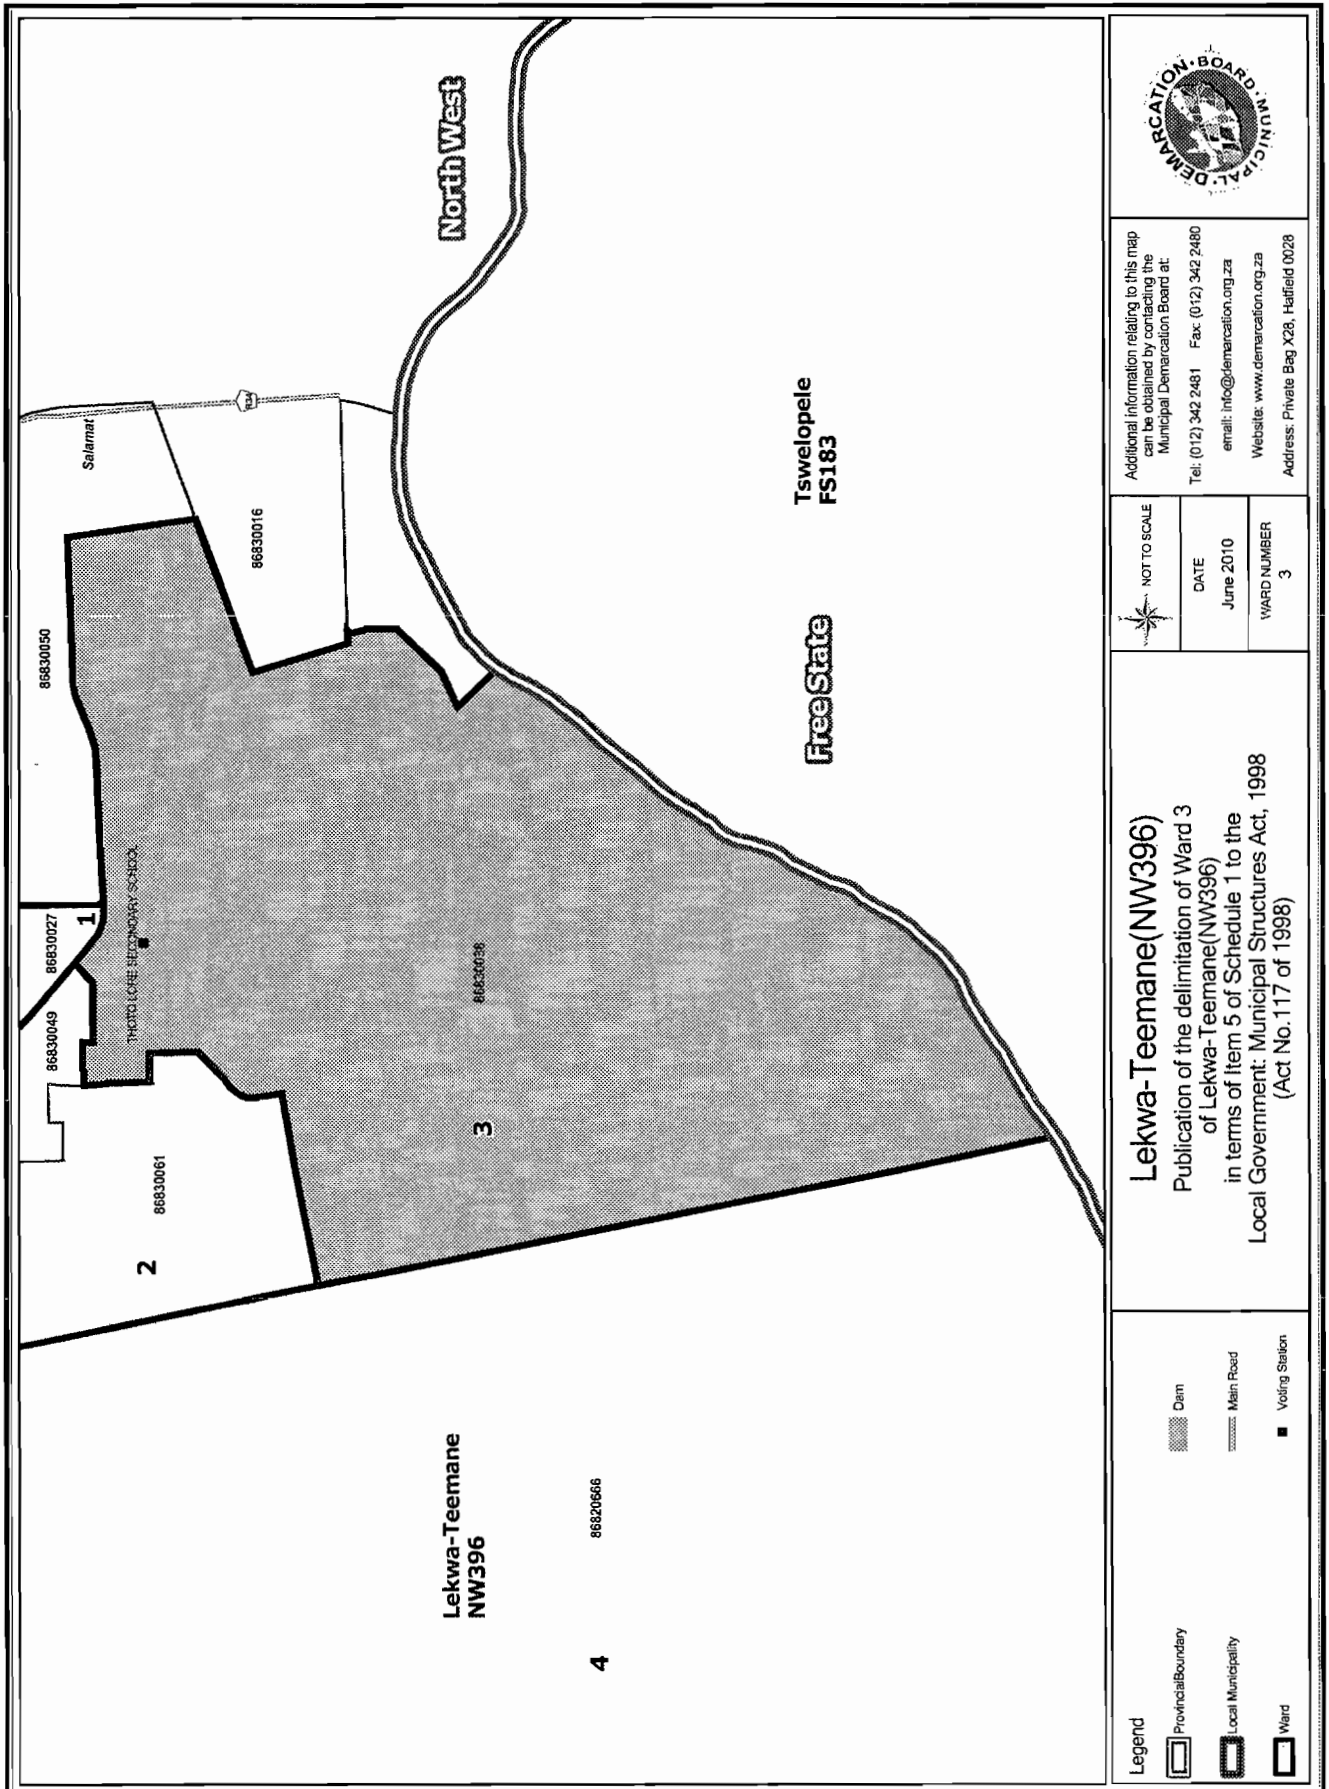 North West
Salamat
R34
86830050
86830016
86830027
1
86830049
THOTO LORE SECONDARY SCHOOL
86830061
2
86830038
3
Tswelopele
FS183
Free State
Lekwa-Teemane
NW396
86820666
4
Legend
ProvincialBoundary
Local Municipality
Ward
Dam
Main Road
Voting Station
Lekwa-Teemane(NW396)
Publication of the delimitation of Ward 3
of Lekwa-Teemane(NW396)
in terms of Item 5 of Schedule 1 to the
Local Government: Municipal Structures Act, 1998
(Act No.117 of 1998)
NOT TO SCALE
DATE
June 2010
WARD NUMBER
3
Additional information relating to this map
can be obtained by contacting the
Municipal Demarcation Board at:
Tel: (012) 342 2481 Fax: (012) 342 2480
email: info@demarcation.org.za
Website: www.demarcation.org.za
Address: Private Bag X28, Hatfield 0028
MUNICIPAL · DEMARCATION · BOARD